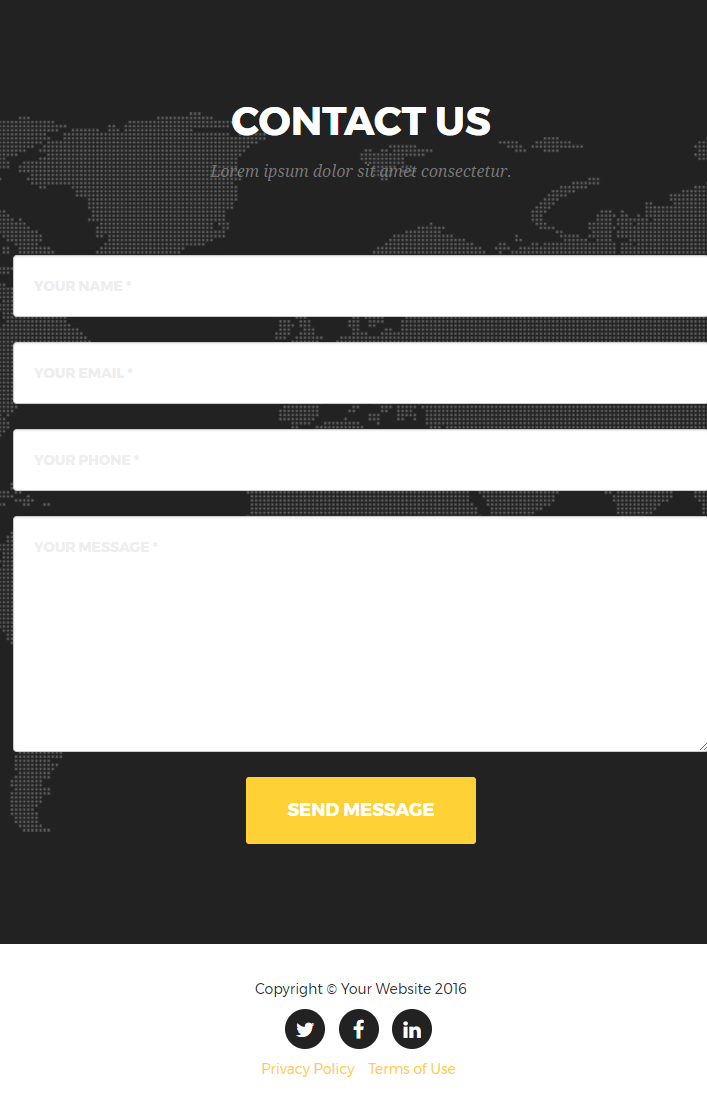 CONTACT US
Lorem ipsum dolor sit amet consectetur.
YOUR NAME *
YOUR EMAIL *
YOUR PHONE *
YOUR MESSAGE *
SEND MESSAGE
Copyright © Your Website 2016
Privacy Policy Terms of Use